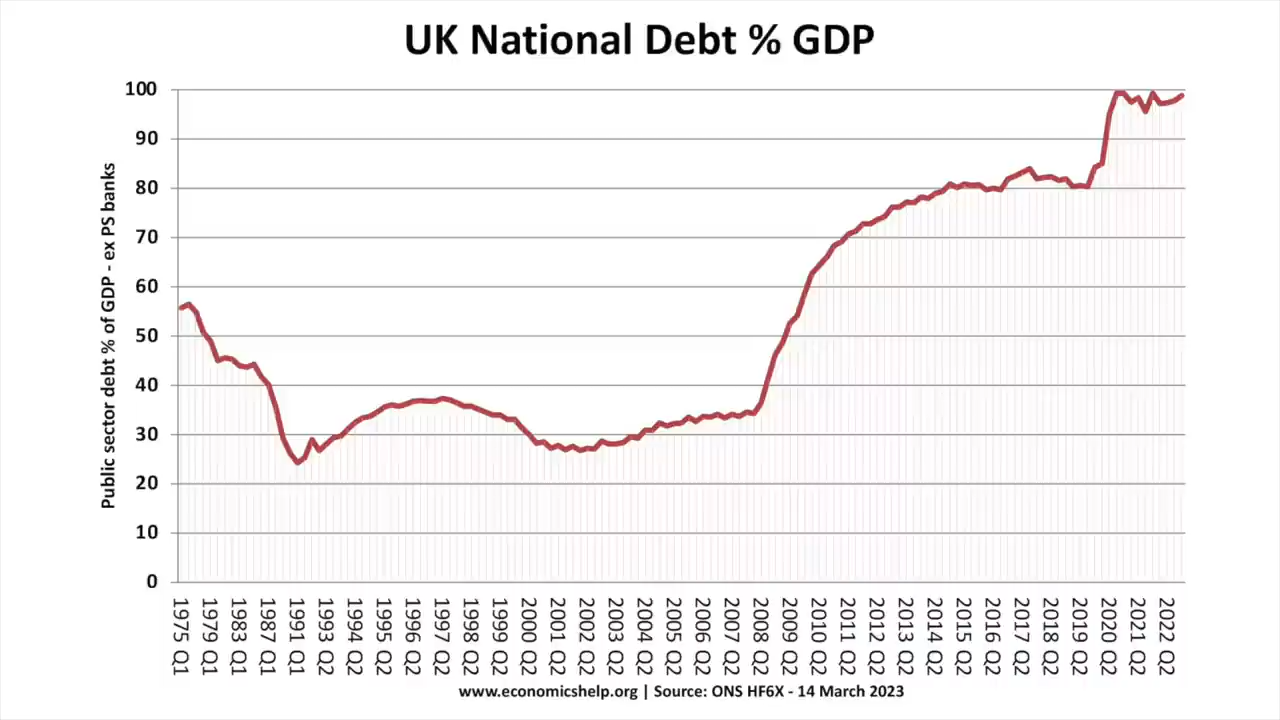 UK National Debt % GDP
Public sector debt % of GDP - ex PS banks
100
90
80
70
60
50
40
30
20
10
0
1975 Q1
1979 Q1
1983 Q1
1987 Q1
1991 Q1
1993 Q2
1994 Q2
1995 Q2
1996 Q2
1997 Q2
1998 Q2
1999 Q2
2000 Q2
2001 Q2
2002 Q2
2003 Q2
2004 Q2
2005 Q2
2006 Q2
2007 Q2
2008 Q2
2009 Q2
2010 Q2
2011 Q2
2012 Q2
2013 Q2
2014 Q2
2015 Q2
2016 Q2
2017 Q2
2018 Q2
2019 Q2
2020 Q2
2021 Q2
2022 Q2
www.economicshelp.org | Source: ONS HF6X - 14 March 2023